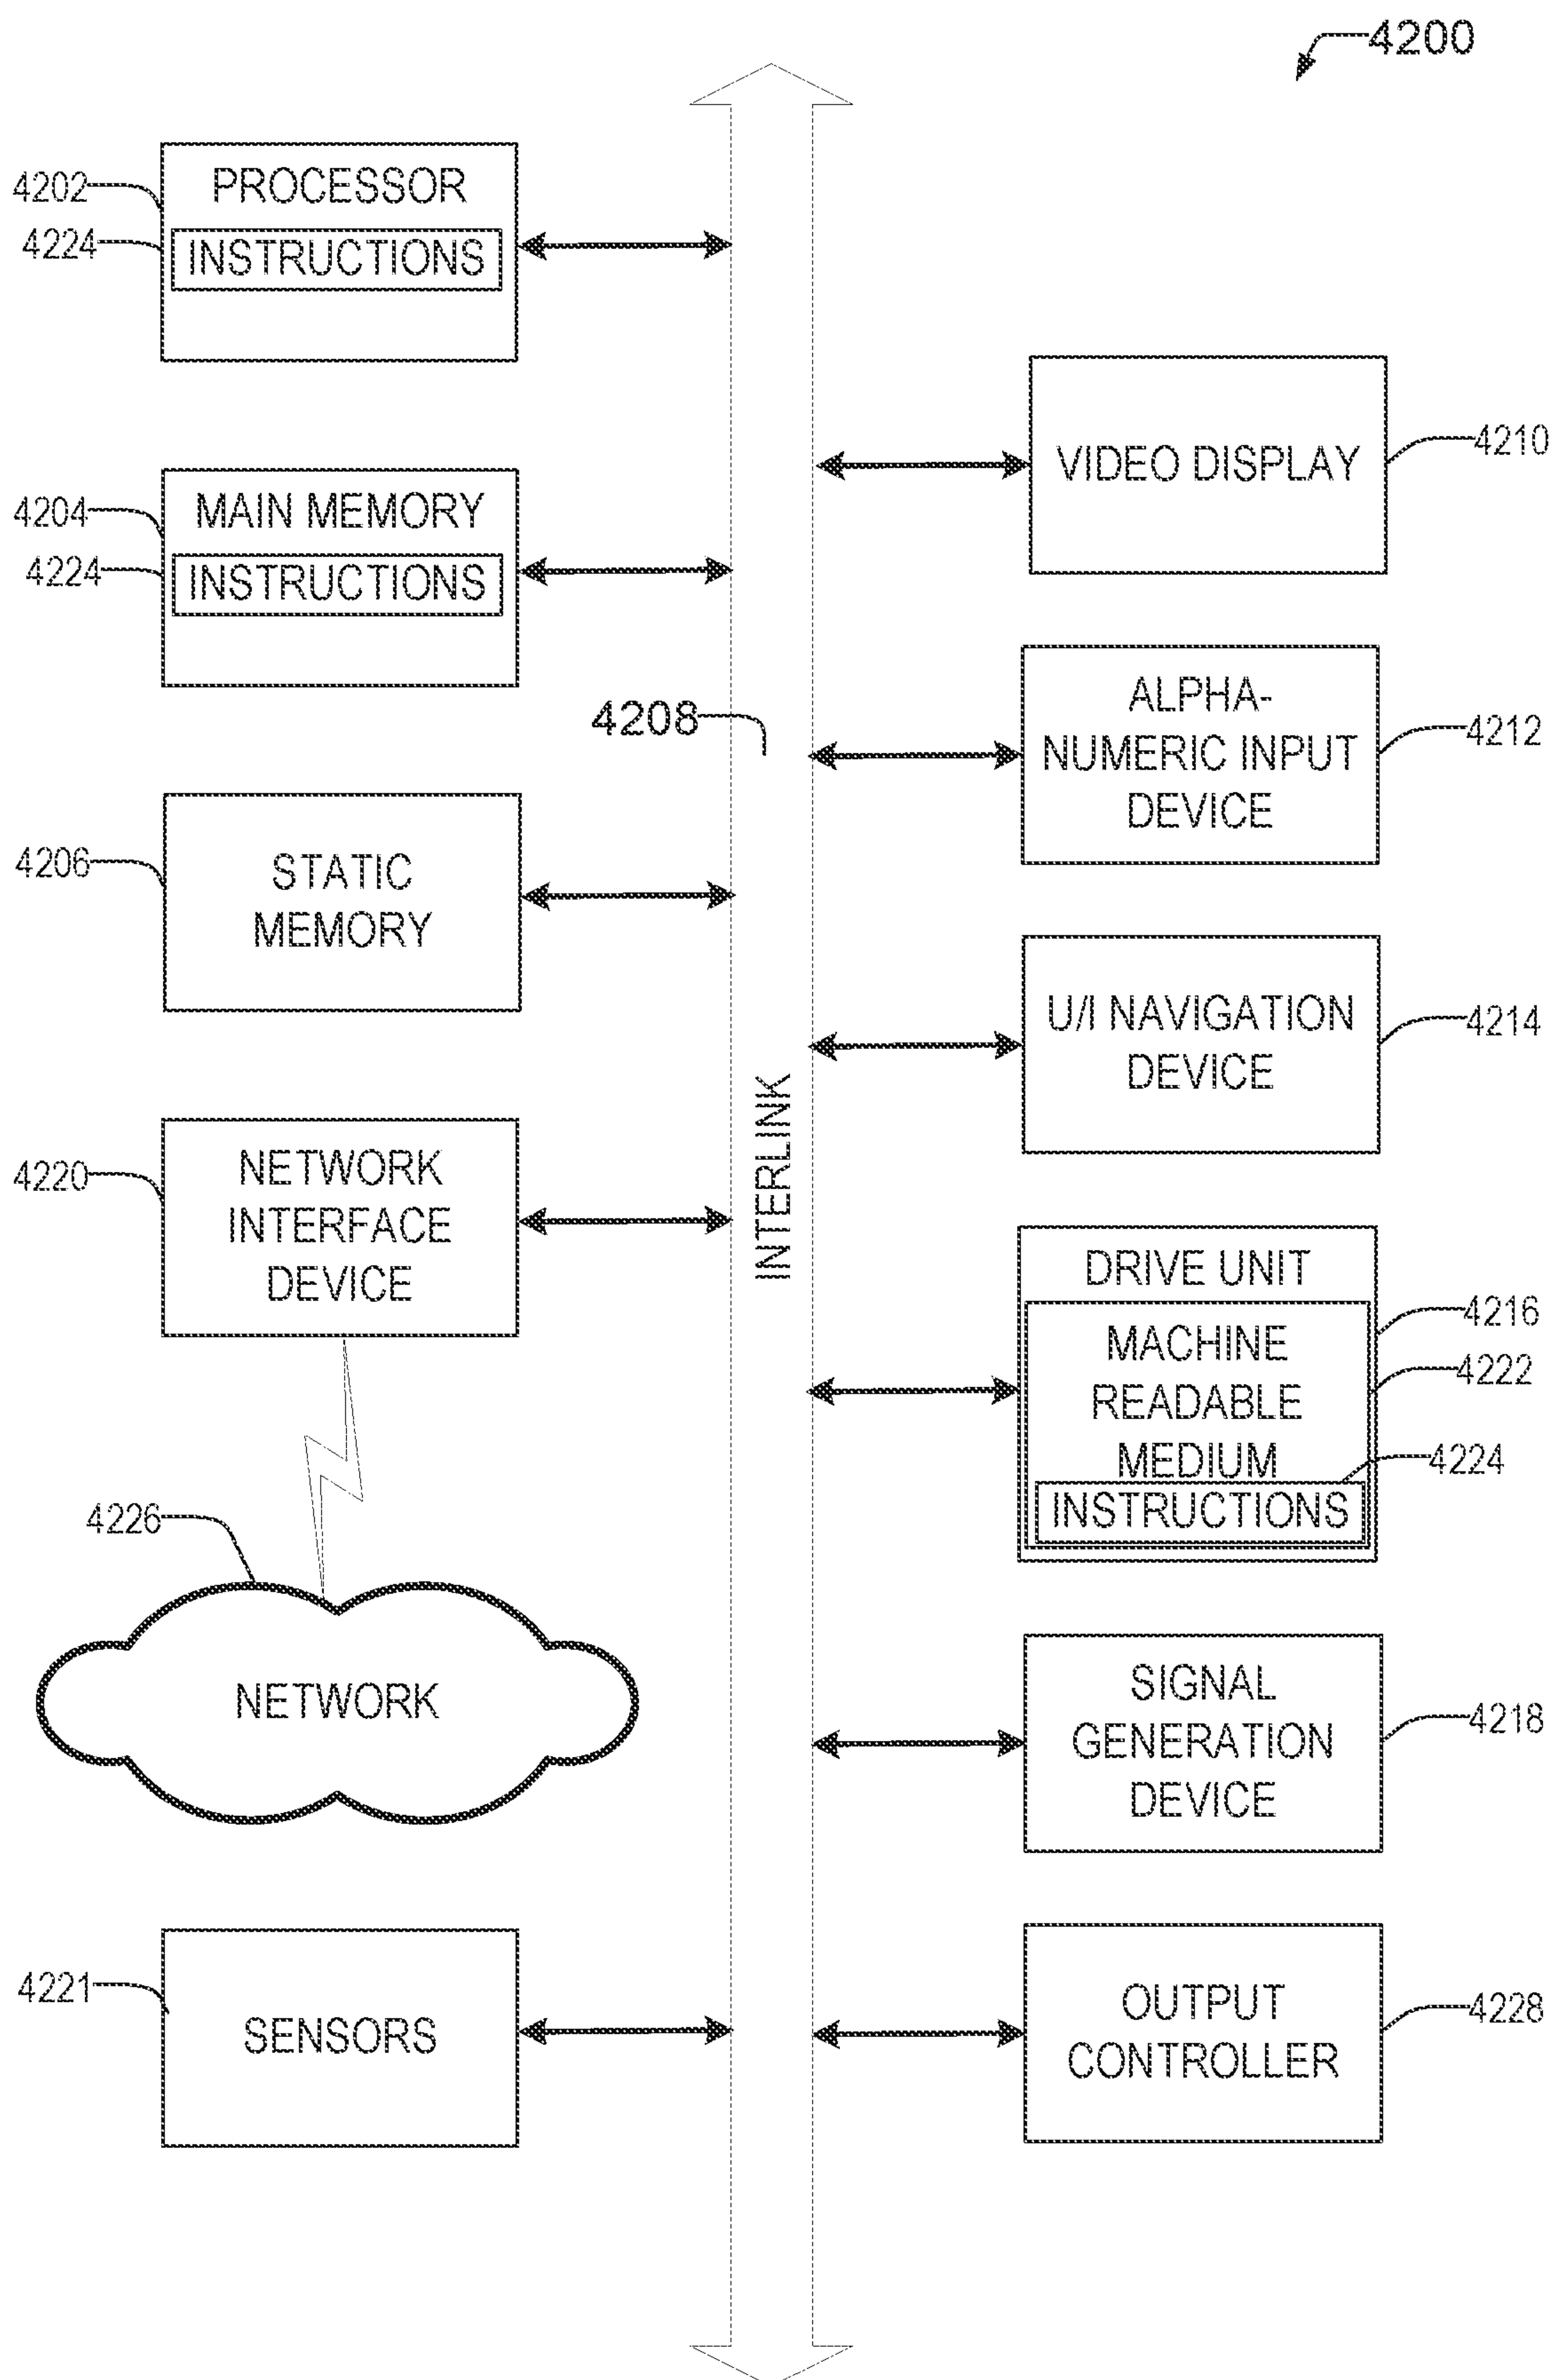 4200
4202
PROCESSOR
4224
INSTRUCTIONS
4204
MAIN MEMORY
4224
INSTRUCTIONS
4208
4206
STATIC
MEMORY
4220
NETWORK
INTERFACE
DEVICE
4226
NETWORK
4221
SENSORS
INTERLINK
VIDEO DISPLAY
4210
ALPHA-
NUMERIC INPUT
DEVICE
4212
U/I NAVIGATION
DEVICE
4214
DRIVE UNIT
4216
MACHINE
READABLE
MEDIUM
4222
4224
INSTRUCTIONS
SIGNAL
GENERATION
DEVICE
4218
OUTPUT
CONTROLLER
4228